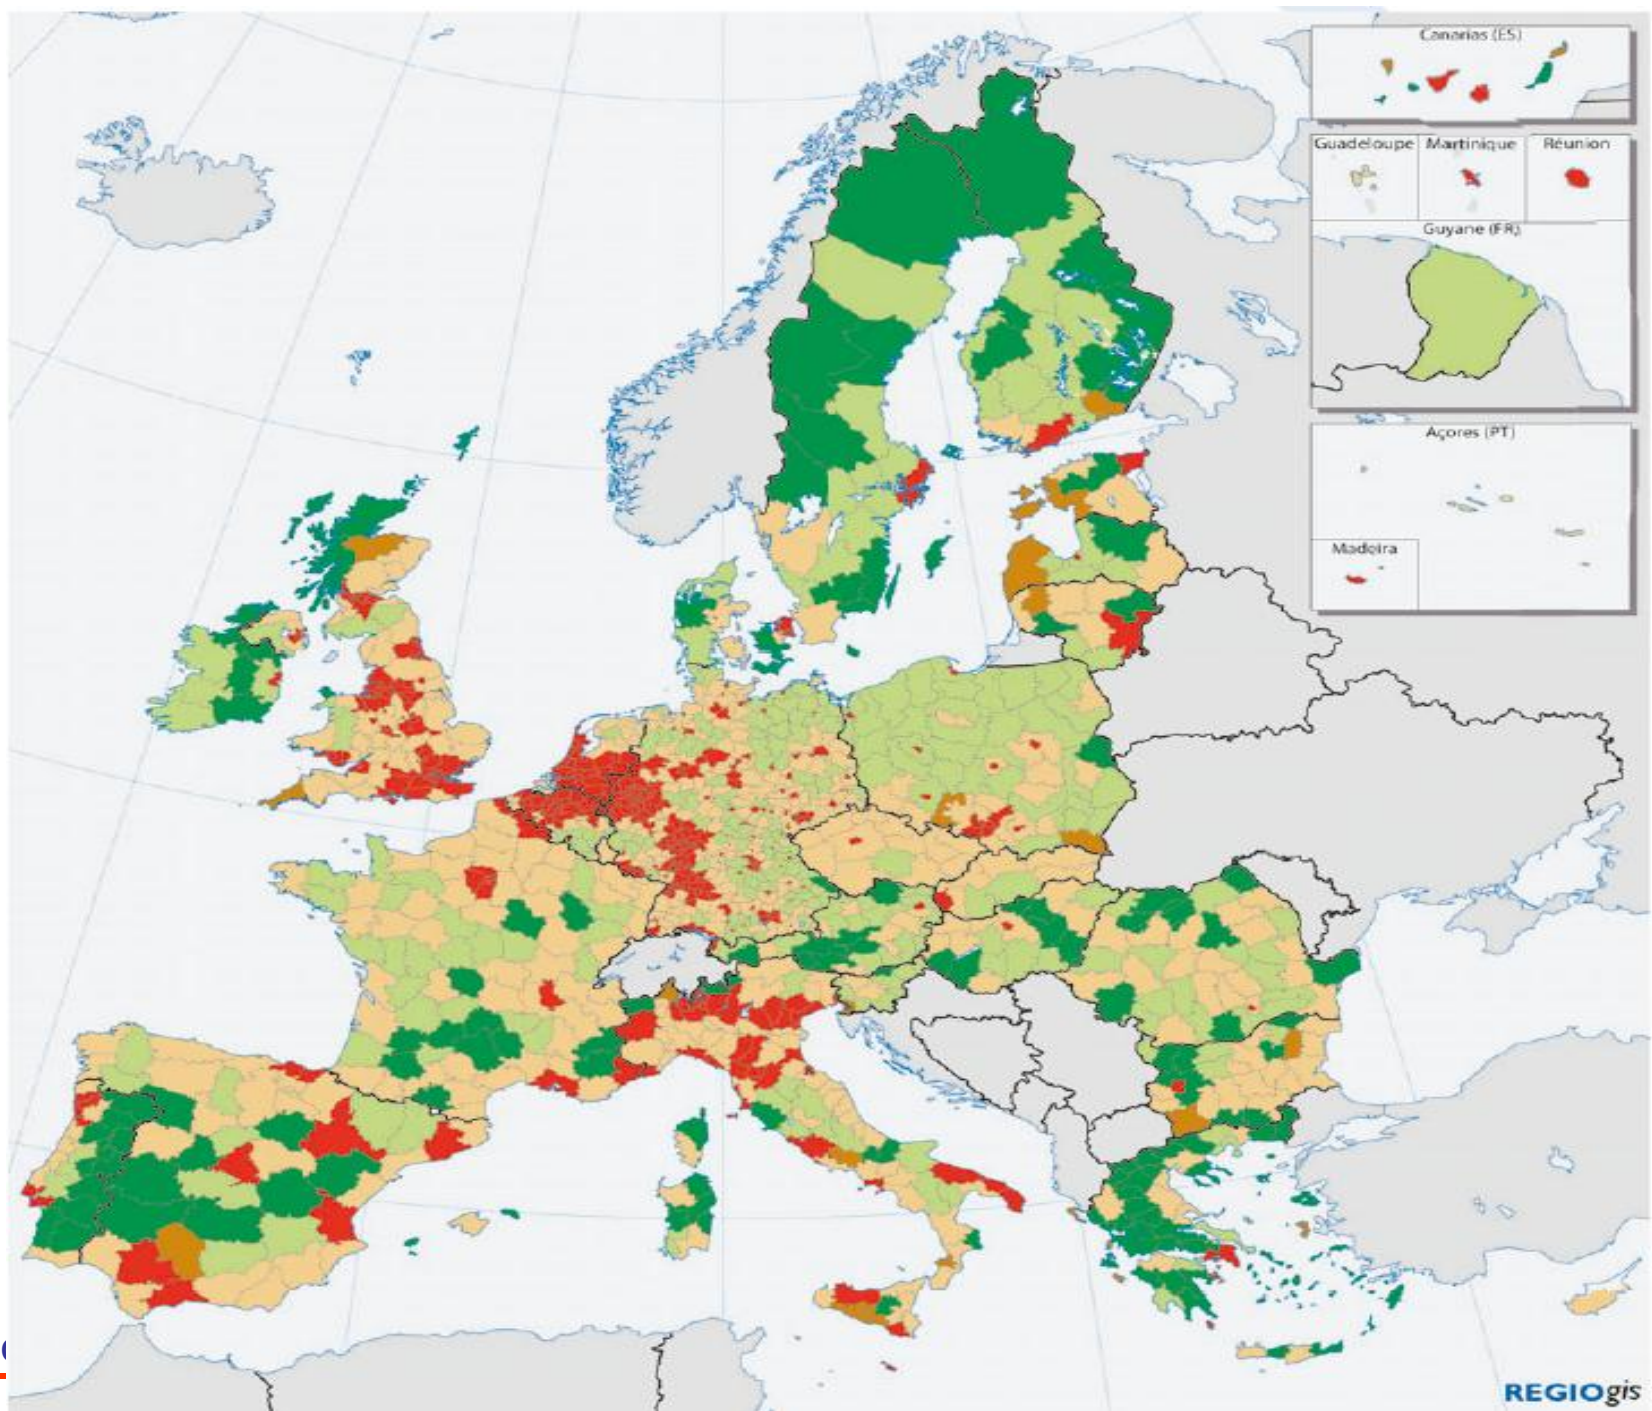 Canarias (ES)
Guadeloupe Martinique Réunion
Guyane (FR)
Açores (PT)
Madeira
REGIOgis